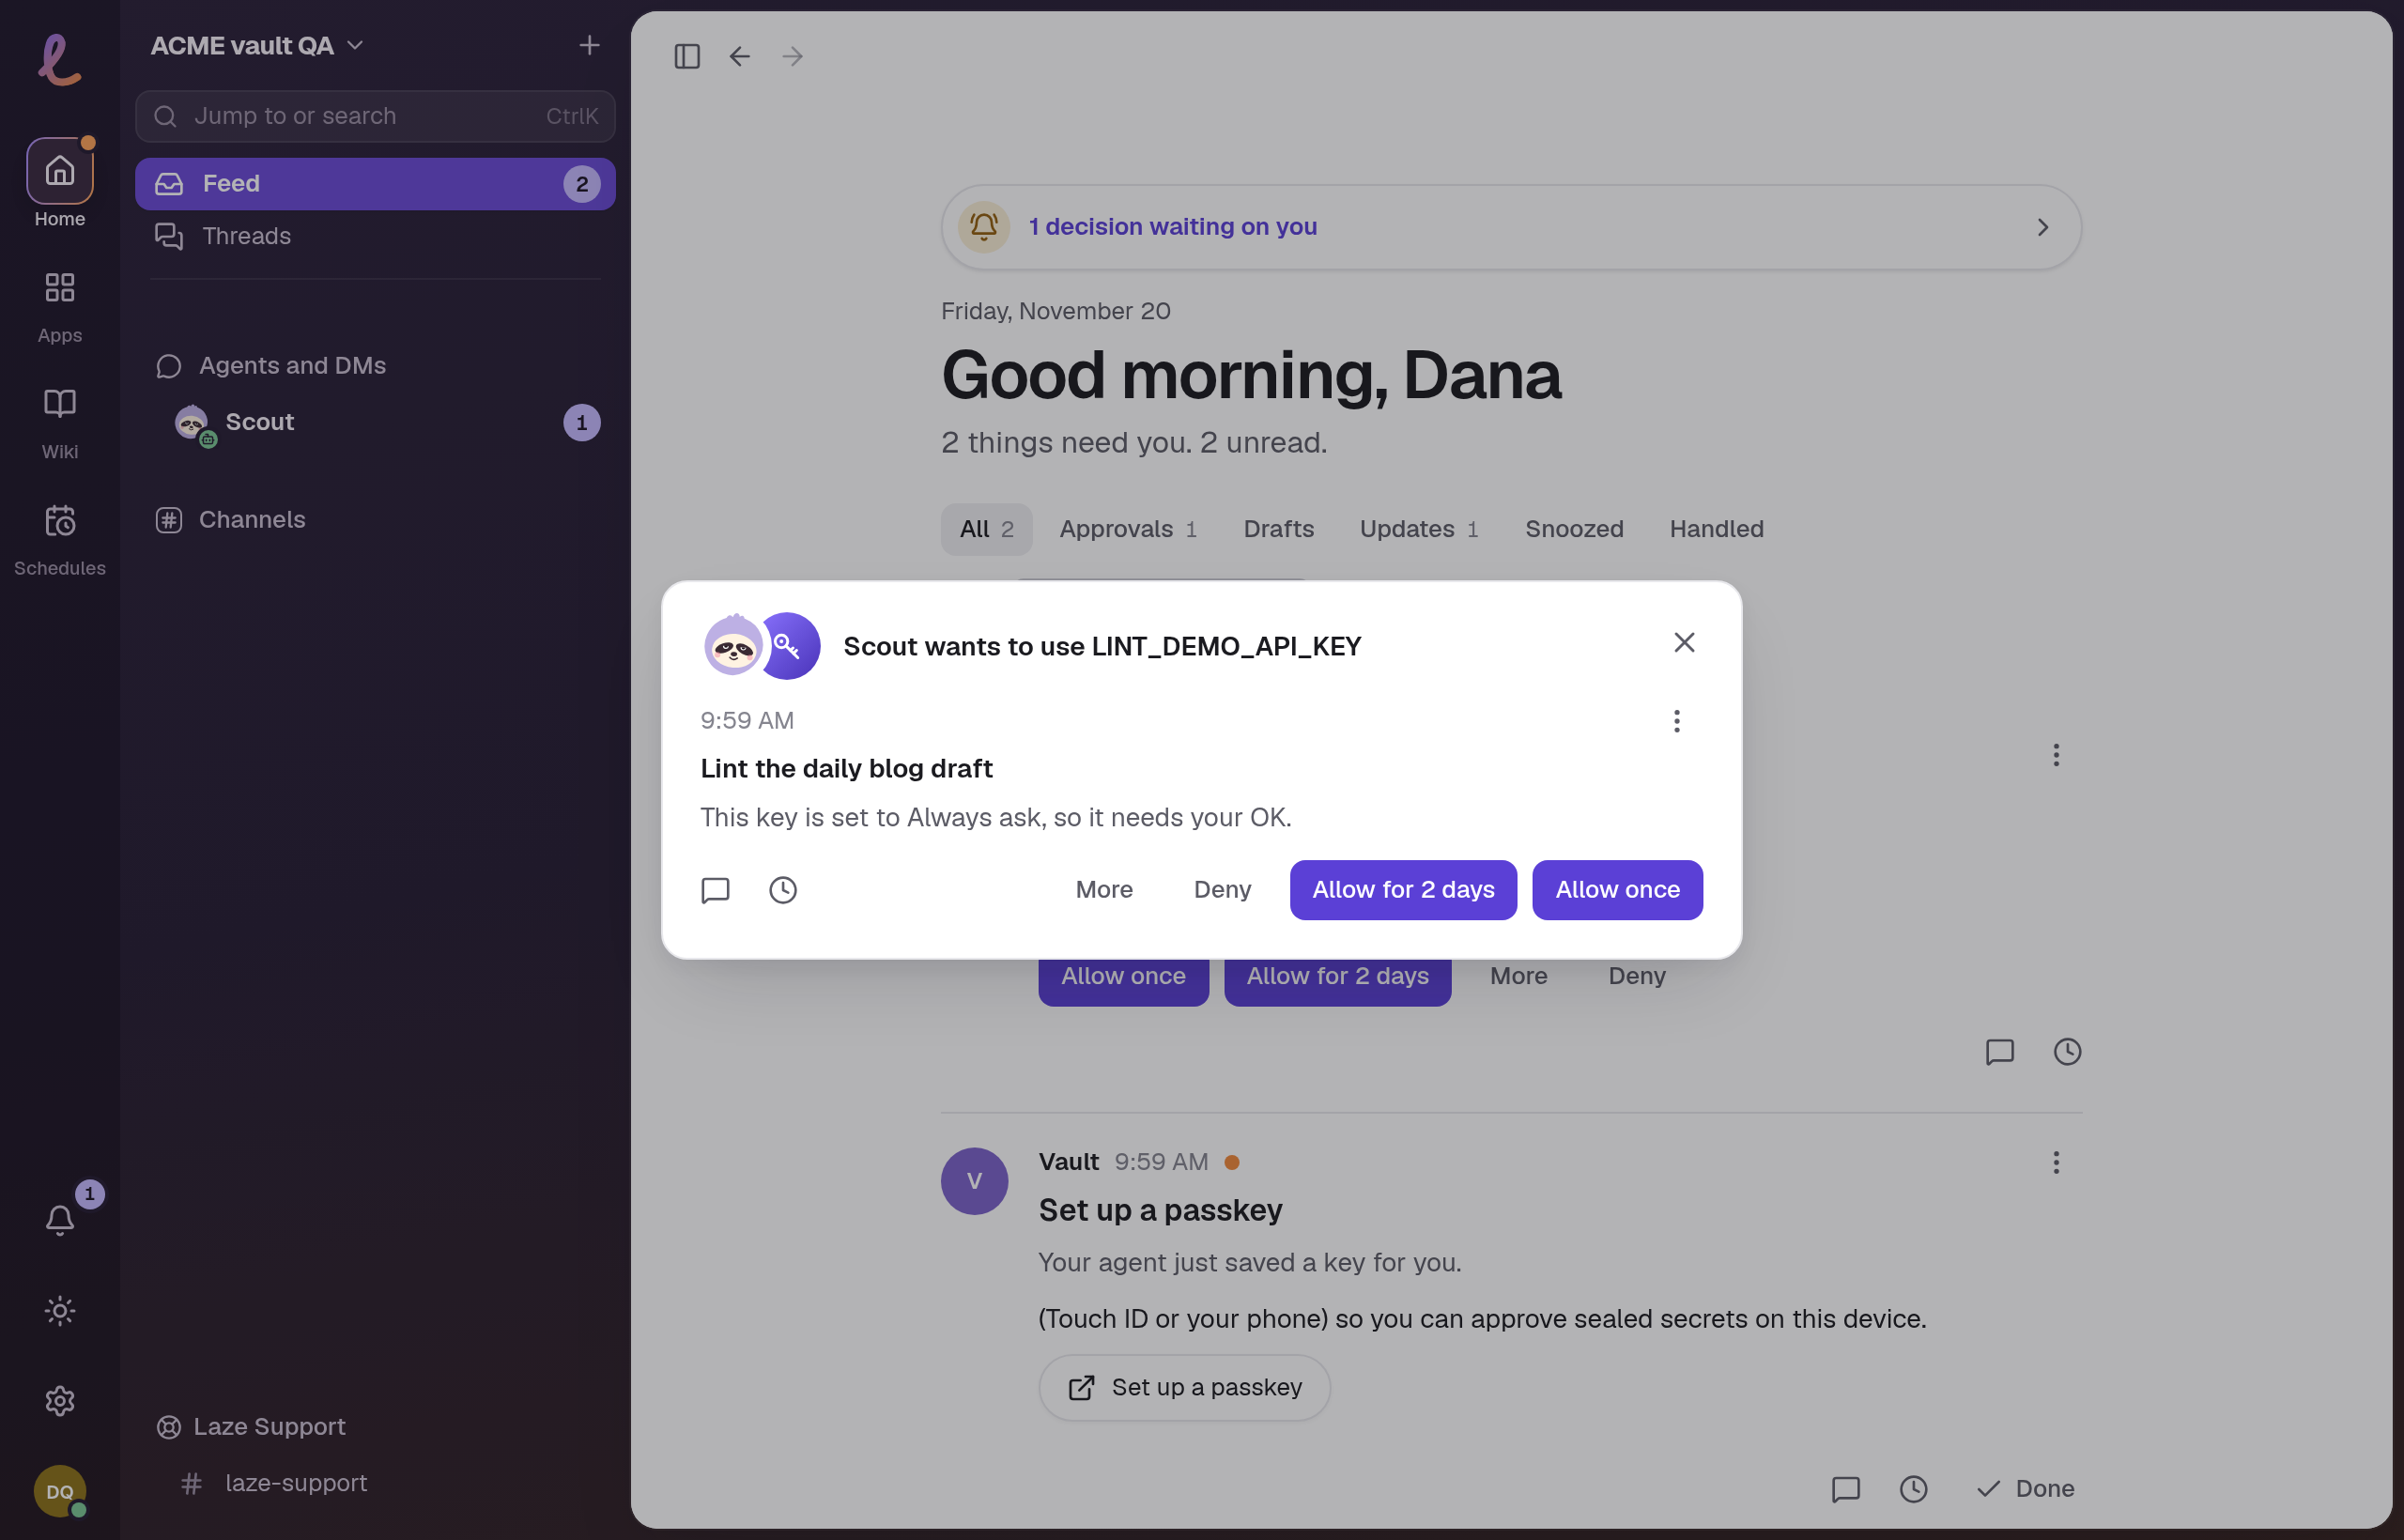 ACME vault QA
Jump to or search CtrlK
Home
Feed 2
Threads
Apps
Agents and DMs
Scout 1
Wiki
Channels
Schedules
1
Laze Support
# laze-support
DQ
1 decision waiting on you
Friday, November 20
Good morning, Dana
2 things need you. 2 unread.
All 2 Approvals 1 Drafts Updates 1 Snoozed Handled
Scout wants to use LINT_DEMO_API_KEY
9:59 AM
Lint the daily blog draft
This key is set to Always ask, so it needs your OK.
More Deny Allow for 2 days Allow once
Allow once Allow for 2 days More Deny
V
Vault 9:59 AM
Set up a passkey
Your agent just saved a key for you.
(Touch ID or your phone) so you can approve sealed secrets on this device.
Set up a passkey
Done